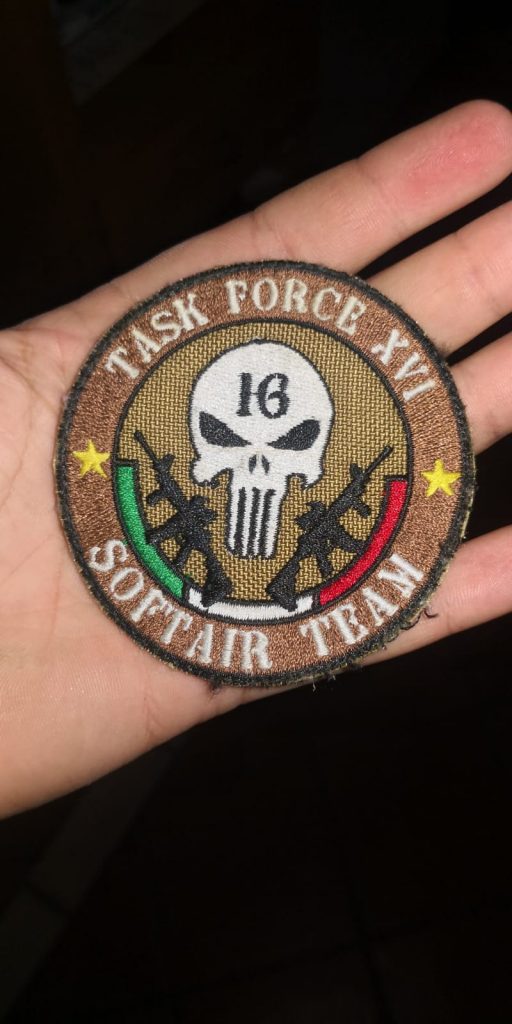 TASK FORCE XVI
16
SOFTAIR TEAM